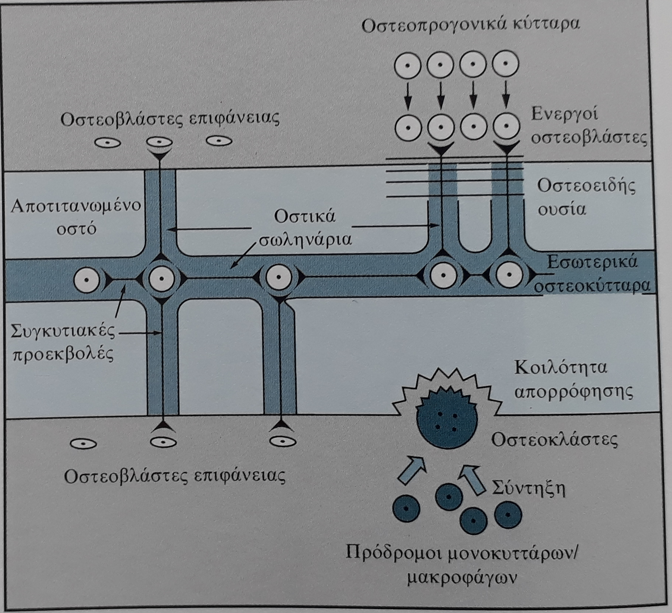 Οστεοπρογονικά κύτταρα
Οστεοβλάστες επιφάνειας
Ενεργοί
οστεοβλάστες
Αποτιτανωμένο
οστό
Οστικά
σωληνάρια
Οστεοειδής
ουσία
Εσωτερικά
οστεοκύτταρα
Συγκυτιακές
προεκβολές
Κοιλότητα
απορρόφησης
Οστεοκλάστες
Οστεοβλάστες επιφάνειας
Σύντηξη
Πρόδρομοι μονοκυττάρων/
μακροφάγων